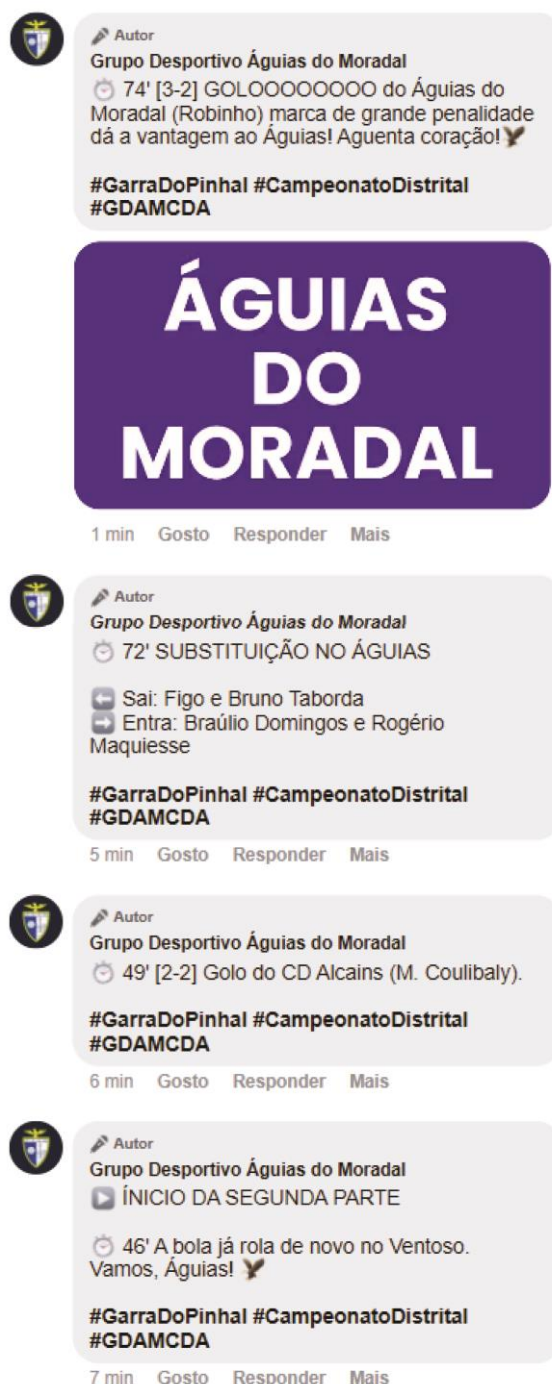 Autor
Grupo Desportivo Águias do Moradal
74' [3-2] GOLOOOOOOOO do Águias do
Moradal (Robinho) marca de grande penalidade
dá a vantagem ao Águias! Aguenta coração!
#GarraDoPinhal #CampeonatoDistrital
#GDAMCDA
ÁGUIAS
DO
MORADAL
1 min Gosto Responder Mais
Autor
Grupo Desportivo Águias do Moradal
72' SUBSTITUIÇÃO NO ÁGUIAS
Sai: Figo e Bruno Taborda
Entra: Braúlio Domingos e Rogério
Maquiesse
#GarraDoPinhal #CampeonatoDistrital
#GDAMCDA
5 min Gosto Responder Mais
Autor
Grupo Desportivo Águias do Moradal
49' [2-2] Golo do CD Alcains (M. Coulibaly).
#GarraDoPinhal #CampeonatoDistrital
#GDAMCDA
6 min Gosto Responder Mais
Autor
Grupo Desportivo Águias do Moradal
ÍNICIO DA SEGUNDA PARTE
46' A bola já rola de novo no Ventoso.
Vamos, Águias!
#GarraDoPinhal #CampeonatoDistrital
#GDAMCDA
7 min Gosto Responder Mais